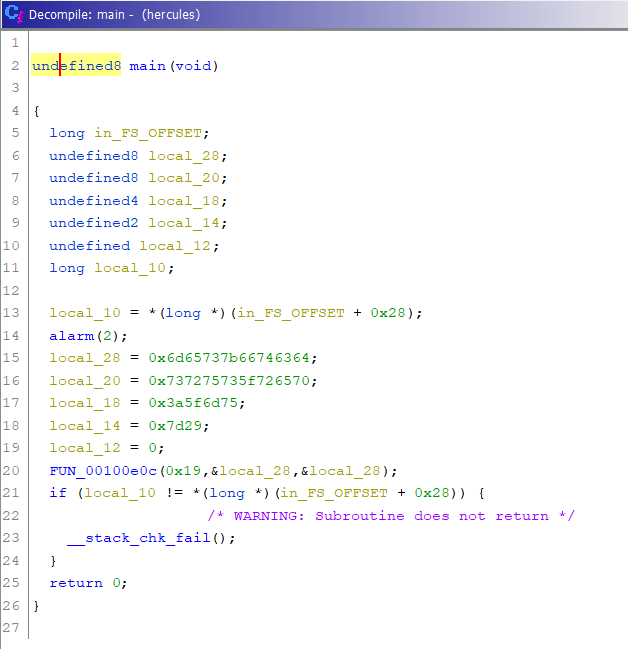 Decompile: main - (hercules)
1
2 undefined8 main(void)
3
4 {
5 long in_FS_OFFSET;
6 undefined8 local_28;
7 undefined8 local_20;
8 undefined4 local_18;
9 undefined2 local_14;
10 undefined local_12;
11 long local_10;
12
13 local_10 = *(long *)(in_FS_OFFSET + 0x28);
14 alarm(2);
15 local_28 = 0x6d65737b66746364;
16 local_20 = 0x737275735f726570;
17 local_18 = 0x3a5f6d75;
18 local_14 = 0x7d29;
19 local_12 = 0;
20 FUN_00100e0c(0x19,&local_28,&local_28);
21 if (local_10 != *(long *)(in_FS_OFFSET + 0x28)) {
22 /* WARNING: Subroutine does not return */
23 __stack_chk_fail();
24 }
25 return 0;
26 }
27